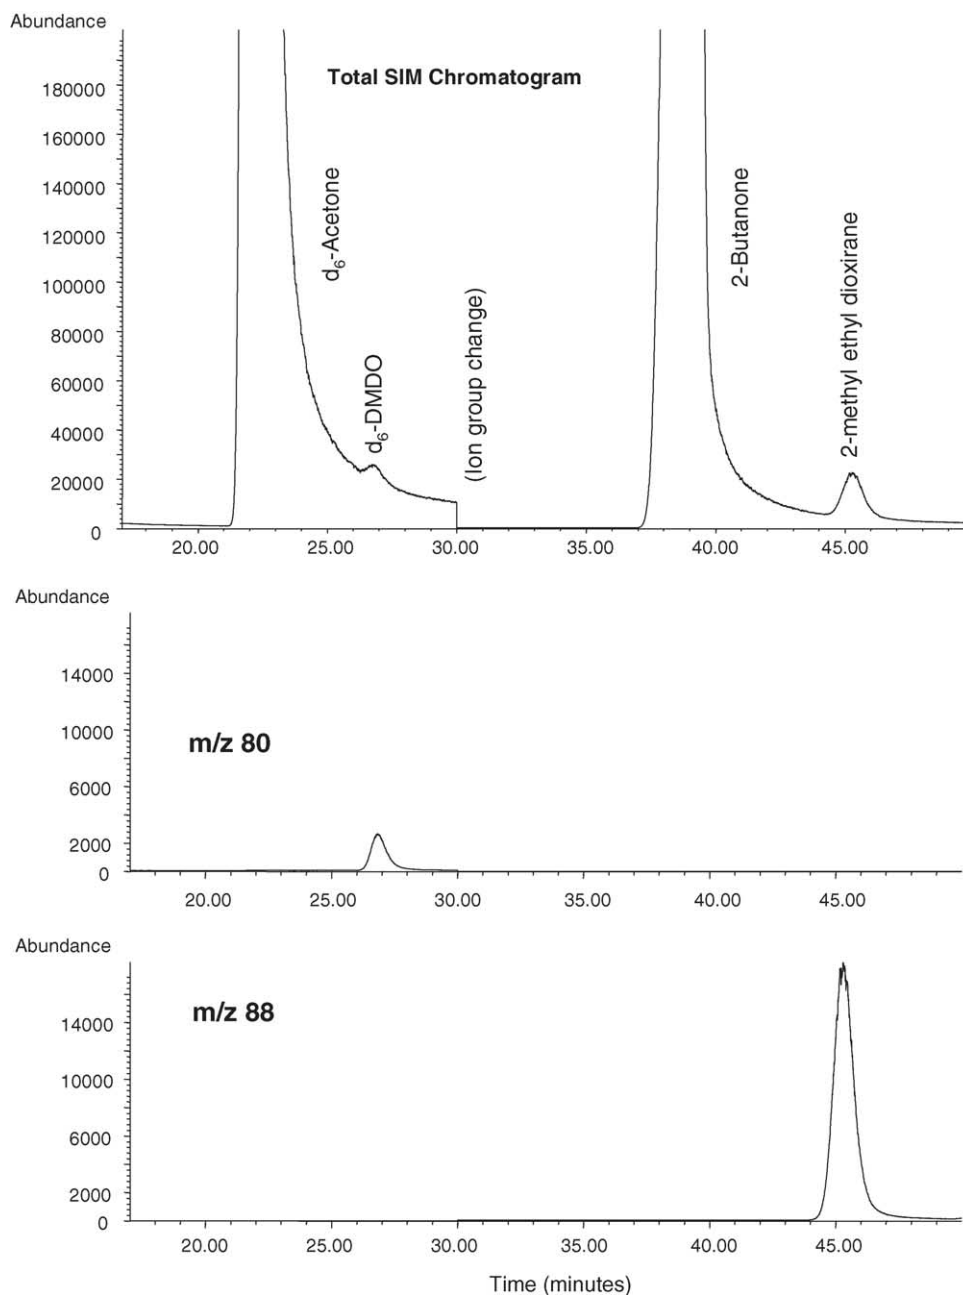 Abundance
Total SIM Chromatogram
180000
160000
140000
120000
100000
80000
60000
40000
20000
0
d6-Acetone
d6-DMDO
(Ion group change)
2-Butanone
2-methyl ethyl dioxirane
20.00 25.00 30.00 35.00 40.00 45.00
Abundance
14000
10000
6000
2000
0
m/z 80
20.00 25.00 30.00 35.00 40.00 45.00
Abundance
m/z 88
14000
10000
6000
2000
0
20.00 25.00 30.00 35.00 40.00 45.00
Time (minutes)